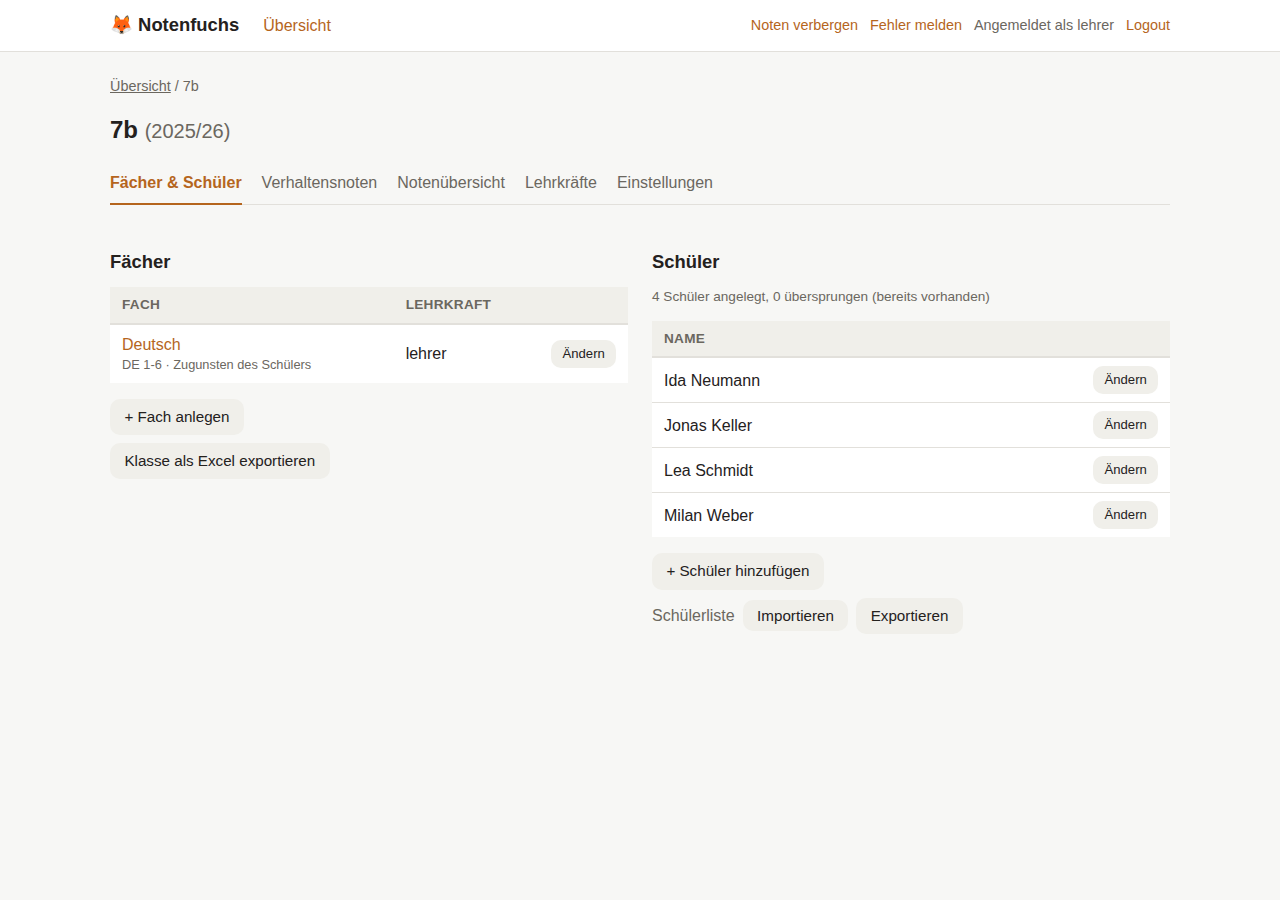 🦊 Notenfuchs Übersicht Noten verbergen Fehler melden Angemeldet als lehrer Logout
Übersicht / 7b
7b (2025/26)
Fächer & Schüler Verhaltensnoten Notenübersicht Lehrkräfte Einstellungen
Fächer
FACH LEHRKRAFT
Deutsch
DE 1-6 · Zugunsten des Schülers
lehrer Ändern
+ Fach anlegen
Klasse als Excel exportieren
Schüler
4 Schüler angelegt, 0 übersprungen (bereits vorhanden)
NAME
Ida Neumann Ändern
Jonas Keller Ändern
Lea Schmidt Ändern
Milan Weber Ändern
+ Schüler hinzufügen
Schülerliste Importieren Exportieren